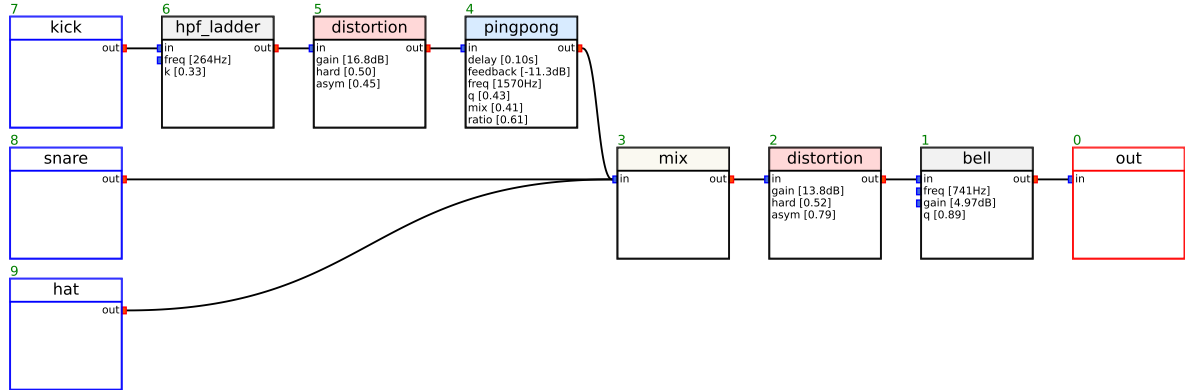 7
kick
out
6
hpf_ladder
in out
freq [264Hz]
k [0.33]
5
distortion
in out
gain [16.8dB]
hard [0.50]
asym [0.45]
4
pingpong
in out
delay [0.10s]
feedback [-11.3dB]
freq [1570Hz]
q [0.43]
mix [0.41]
ratio [0.61]
8
snare
out
3
mix
in out
2
distortion
in out
gain [13.8dB]
hard [0.52]
asym [0.79]
1
bell
in out
freq [741Hz]
gain [4.97dB]
q [0.89]
0
out
in
9
hat
out